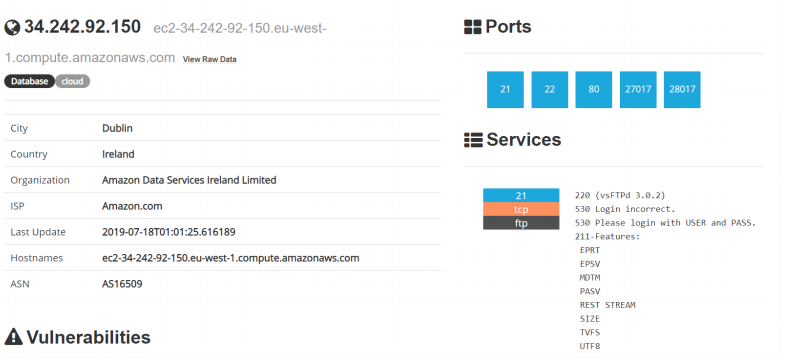 34.242.92.150 ec2-34-242-92-150.eu-west-
1.compute.amazonaws.com View Raw Data
Database cloud
City Dublin
Country Ireland
Organization Amazon Data Services Ireland Limited
ISP Amazon.com
Last Update 2019-07-18T01:01:25.616189
Hostnames ec2-34-242-92-150.eu-west-1.compute.amazonaws.com
ASN AS16509
Vulnerabilities
Ports
21 22 80 27017 28017
Services
21
tcp
ftp
220 (vsFTPd 3.0.2)
530 Login incorrect.
530 Please login with USER and PASS.
211-Features:
EPRT
EPSV
MDTM
PASV
REST STREAM
SIZE
TVFS
UTF8